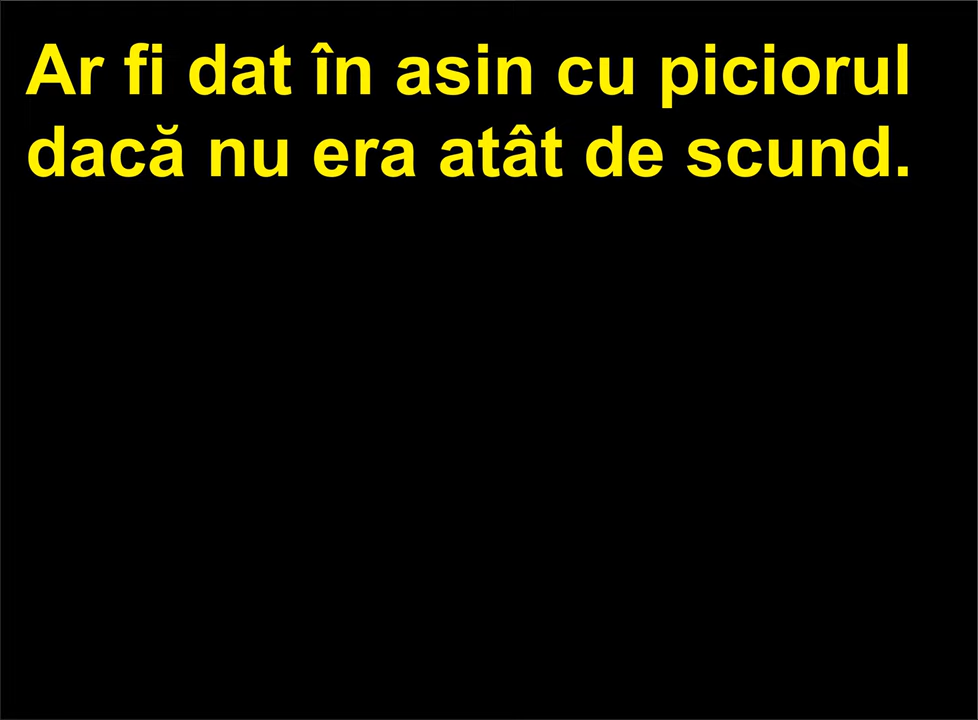 Ar fi dat în asin cu piciorul
dacă nu era atât de scund.